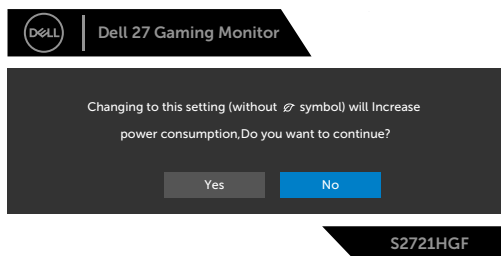 DELL
Dell 27 Gaming Monitor
Changing to this setting (without symbol) will Increase
power consumption,Do you want to continue?
Yes
No
S2721HGF